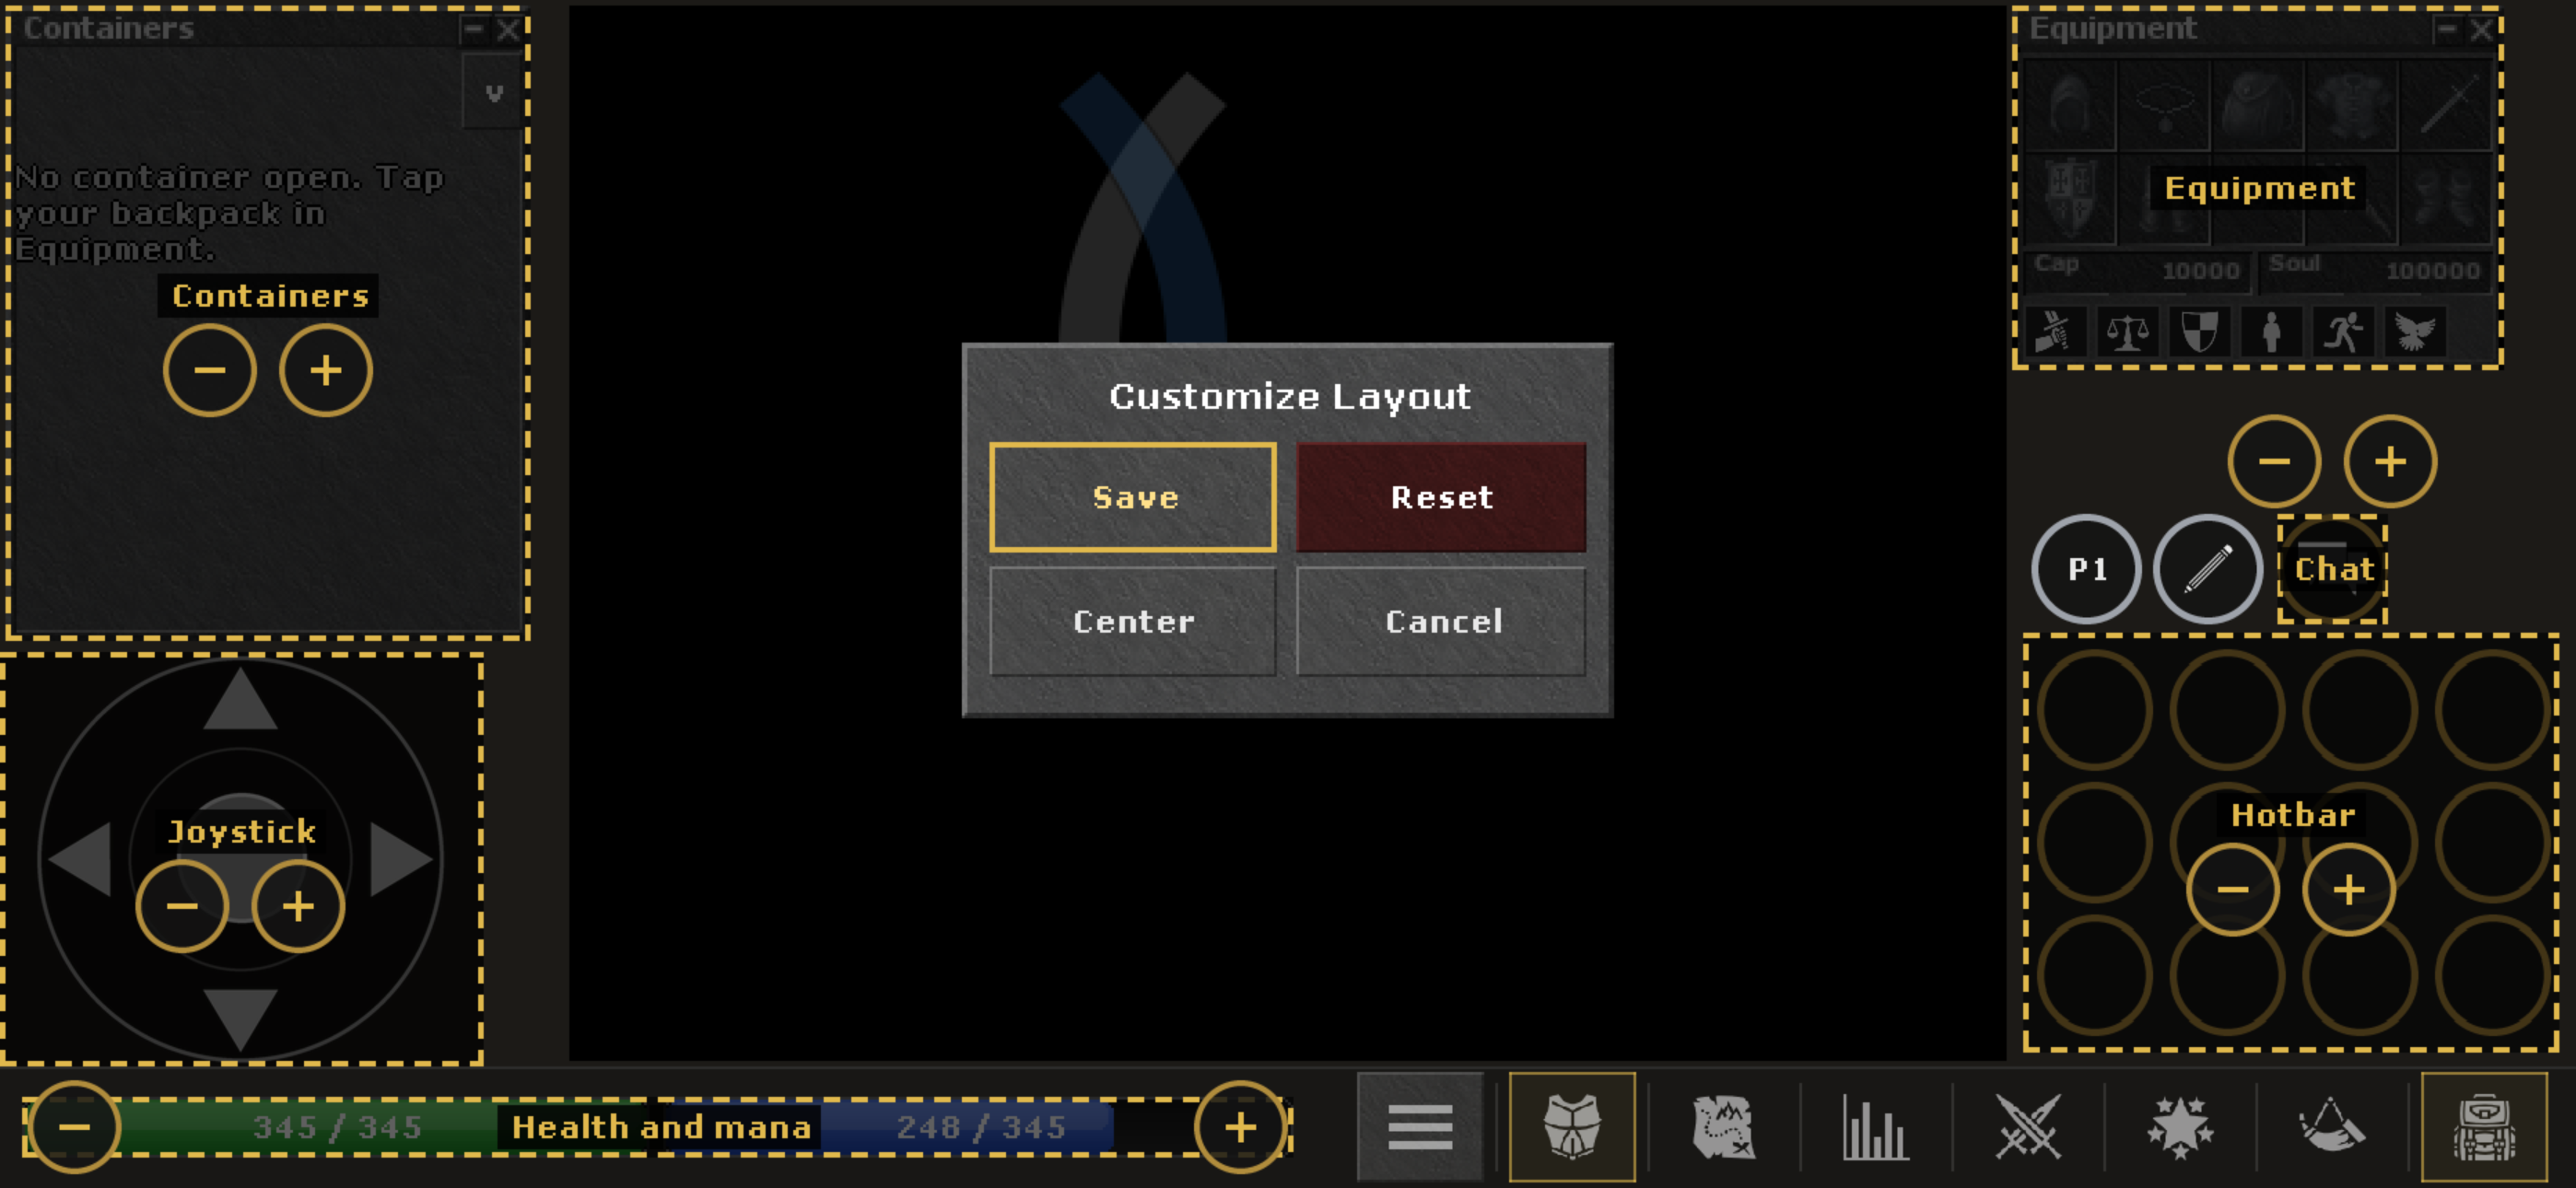 Containers
v
No container open. Tap
your backpack in
Equipment.
Containers
Joystick
Customize Layout
Save
Reset
Center
Cancel
Equipment
Equipment
Cap 10000
Soul 100000
P1
Chat
Hotbar
345 / 345
Health and mana
248 / 345